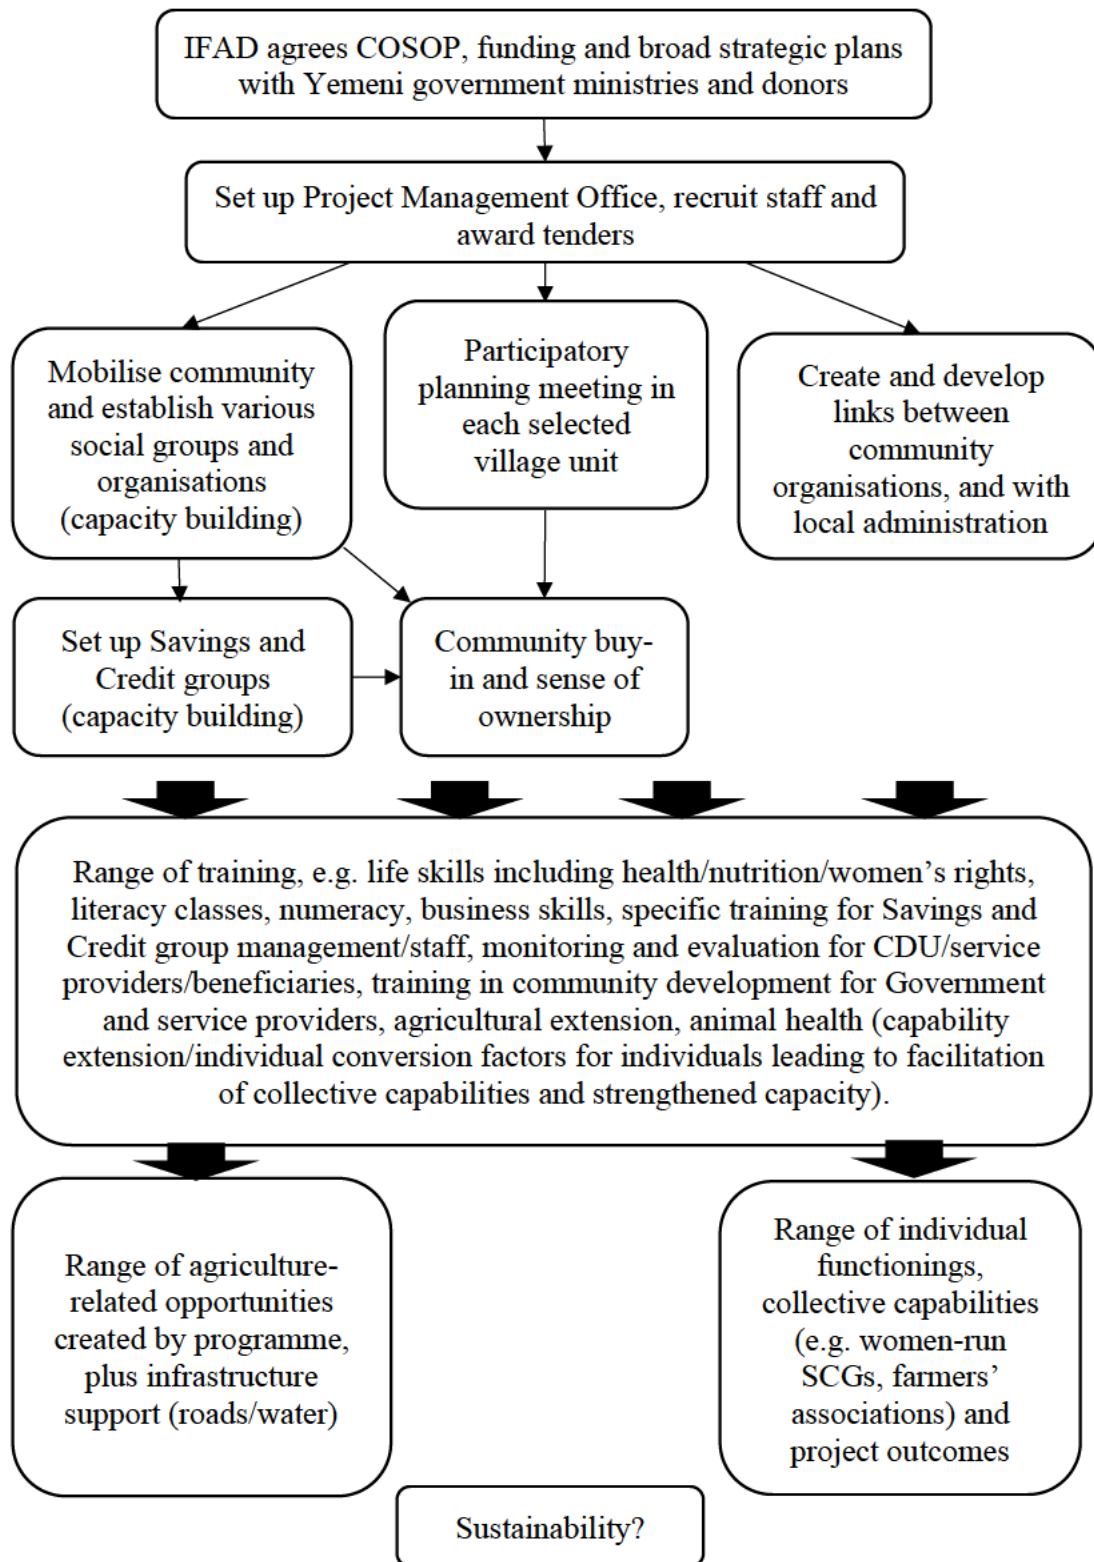 IFAD agrees COSOP, funding and broad strategic plans
with Yemeni government ministries and donors
Set up Project Management Office, recruit staff and
award tenders
Mobilise community
and establish various
social groups and
organisations
(capacity building)
Participatory
planning meeting in
each selected
village unit
Create and develop
links between
community
organisations, and with
local administration
Set up Savings and
Credit groups
(capacity building)
Community buy-
in and sense of
ownership
Range of training, e.g. life skills including health/nutrition/women’s rights,
literacy classes, numeracy, business skills, specific training for Savings and
Credit group management/staff, monitoring and evaluation for CDU/service
providers/beneficiaries, training in community development for Government
and service providers, agricultural extension, animal health (capability
extension/individual conversion factors for individuals leading to facilitation
of collective capabilities and strengthened capacity).
Range of agriculture-
related opportunities
created by programme,
plus infrastructure
support (roads/water)
Range of individual
functionings,
collective capabilities
(e.g. women-run
SCGs, farmers’
associations) and
project outcomes
Sustainability?